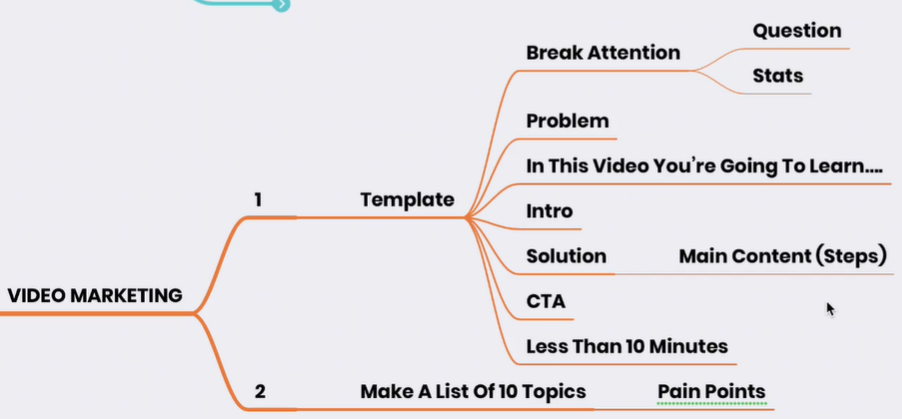 Question
Break Attention
Stats
Problem
In This Video You're Going To Learn....
1 Template
Intro
Solution Main Content (Steps)
VIDEO MARKETING
CTA
Less Than 10 Minutes
2 Make A List Of 10 Topics Pain Points